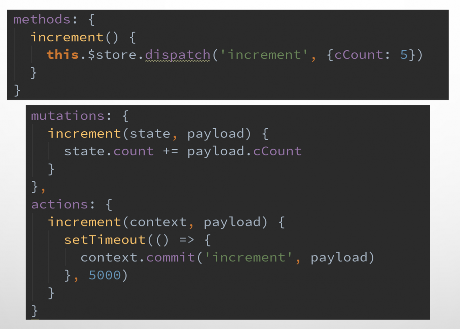 methods: {
  increment() {
    this.$store.dispatch('increment', {cCount: 5})
  }
}
mutations: {
  increment(state, payload) {
    state.count += payload.cCount
  }
},
actions: {
  increment(context, payload) {
    setTimeout(() => {
      context.commit('increment', payload)
    }, 5000)
  }
}